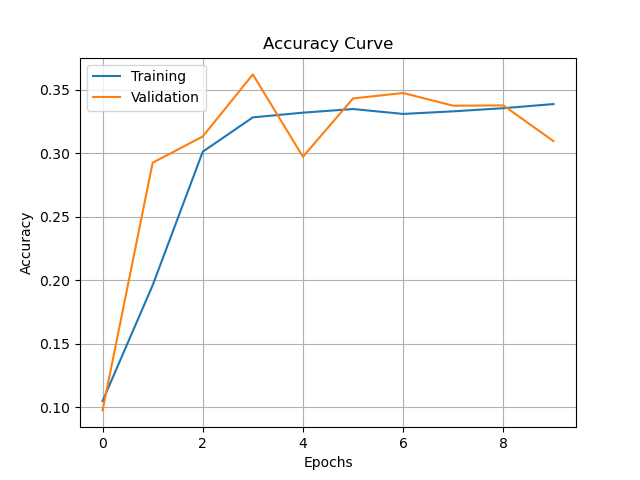 Accuracy Curve
Training
Validation
0.35
0.30
0.25
0.20
0.15
0.10
Accuracy
0 2 4 6 8
Epochs